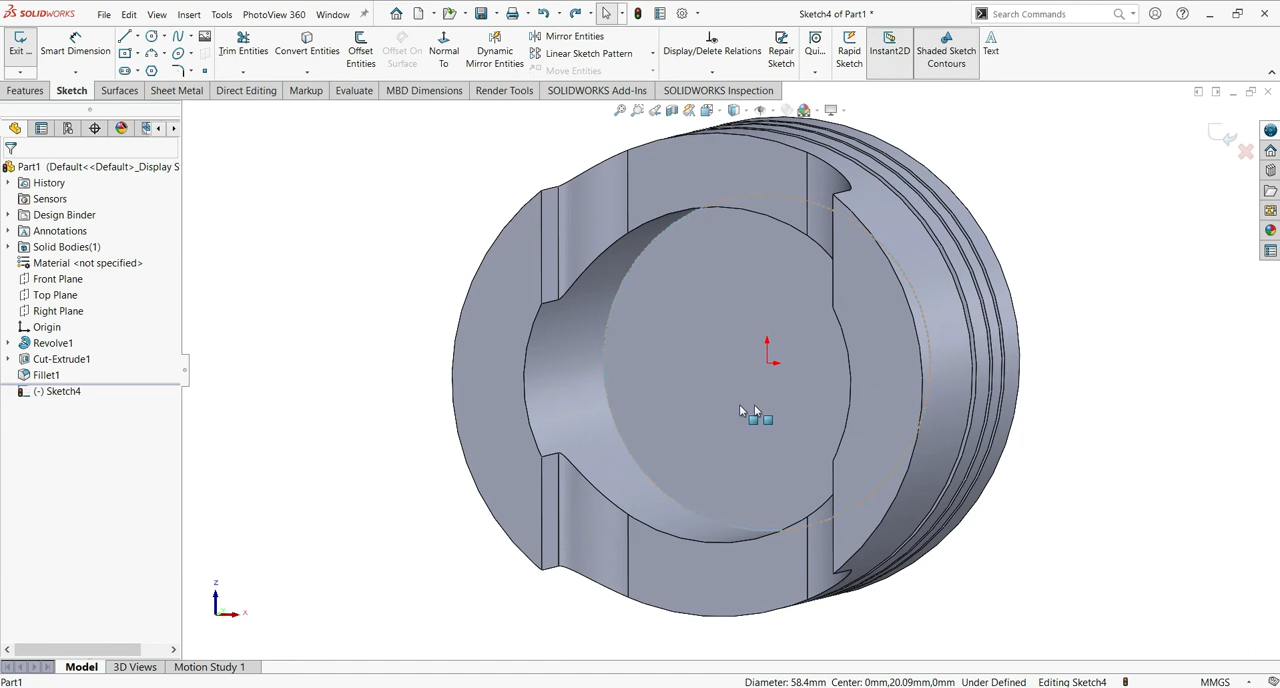 SOLIDWORKS File Edit View Insert Tools PhotoView 360 Window Sketch4 of Part1 * Search Commands
Exit ... Smart Dimension Trim Entities Convert Entities Offset Entities Offset On Surface Normal To Dynamic Mirror Entities Mirror Entities Linear Sketch Pattern Move Entities Display/Delete Relations Repair Sketch Qui... Rapid Sketch Instant2D Shaded Sketch Contours Text
Features Sketch Surfaces Sheet Metal Direct Editing Markup Evaluate MBD Dimensions Render Tools SOLIDWORKS Add-Ins SOLIDWORKS Inspection
Part1 (Default<<Default>_Display S
History
Sensors
Design Binder
Annotations
Solid Bodies(1)
Material <not specified>
Front Plane
Top Plane
Right Plane
Origin
Revolve1
Cut-Extrude1
Fillet1
(-) Sketch4
Z
X
Model 3D Views Motion Study 1
Part1 Diameter: 58.4mm Center: 0mm,20.09mm,0mm Under Defined Editing Sketch4 MMGS